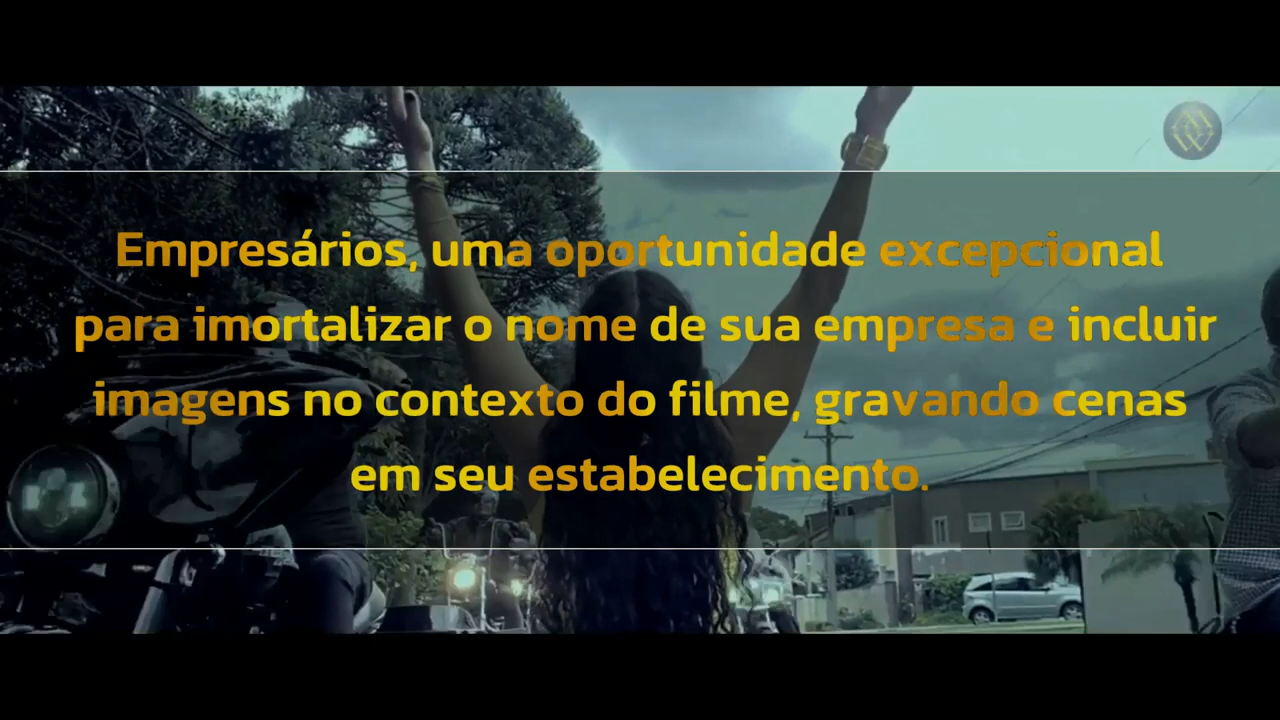 Empresários, uma oportunidade excepcional
para imortalizar o nome de sua empresa e incluir
imagens no contexto do filme, gravando cenas
em seu estabelecimento.